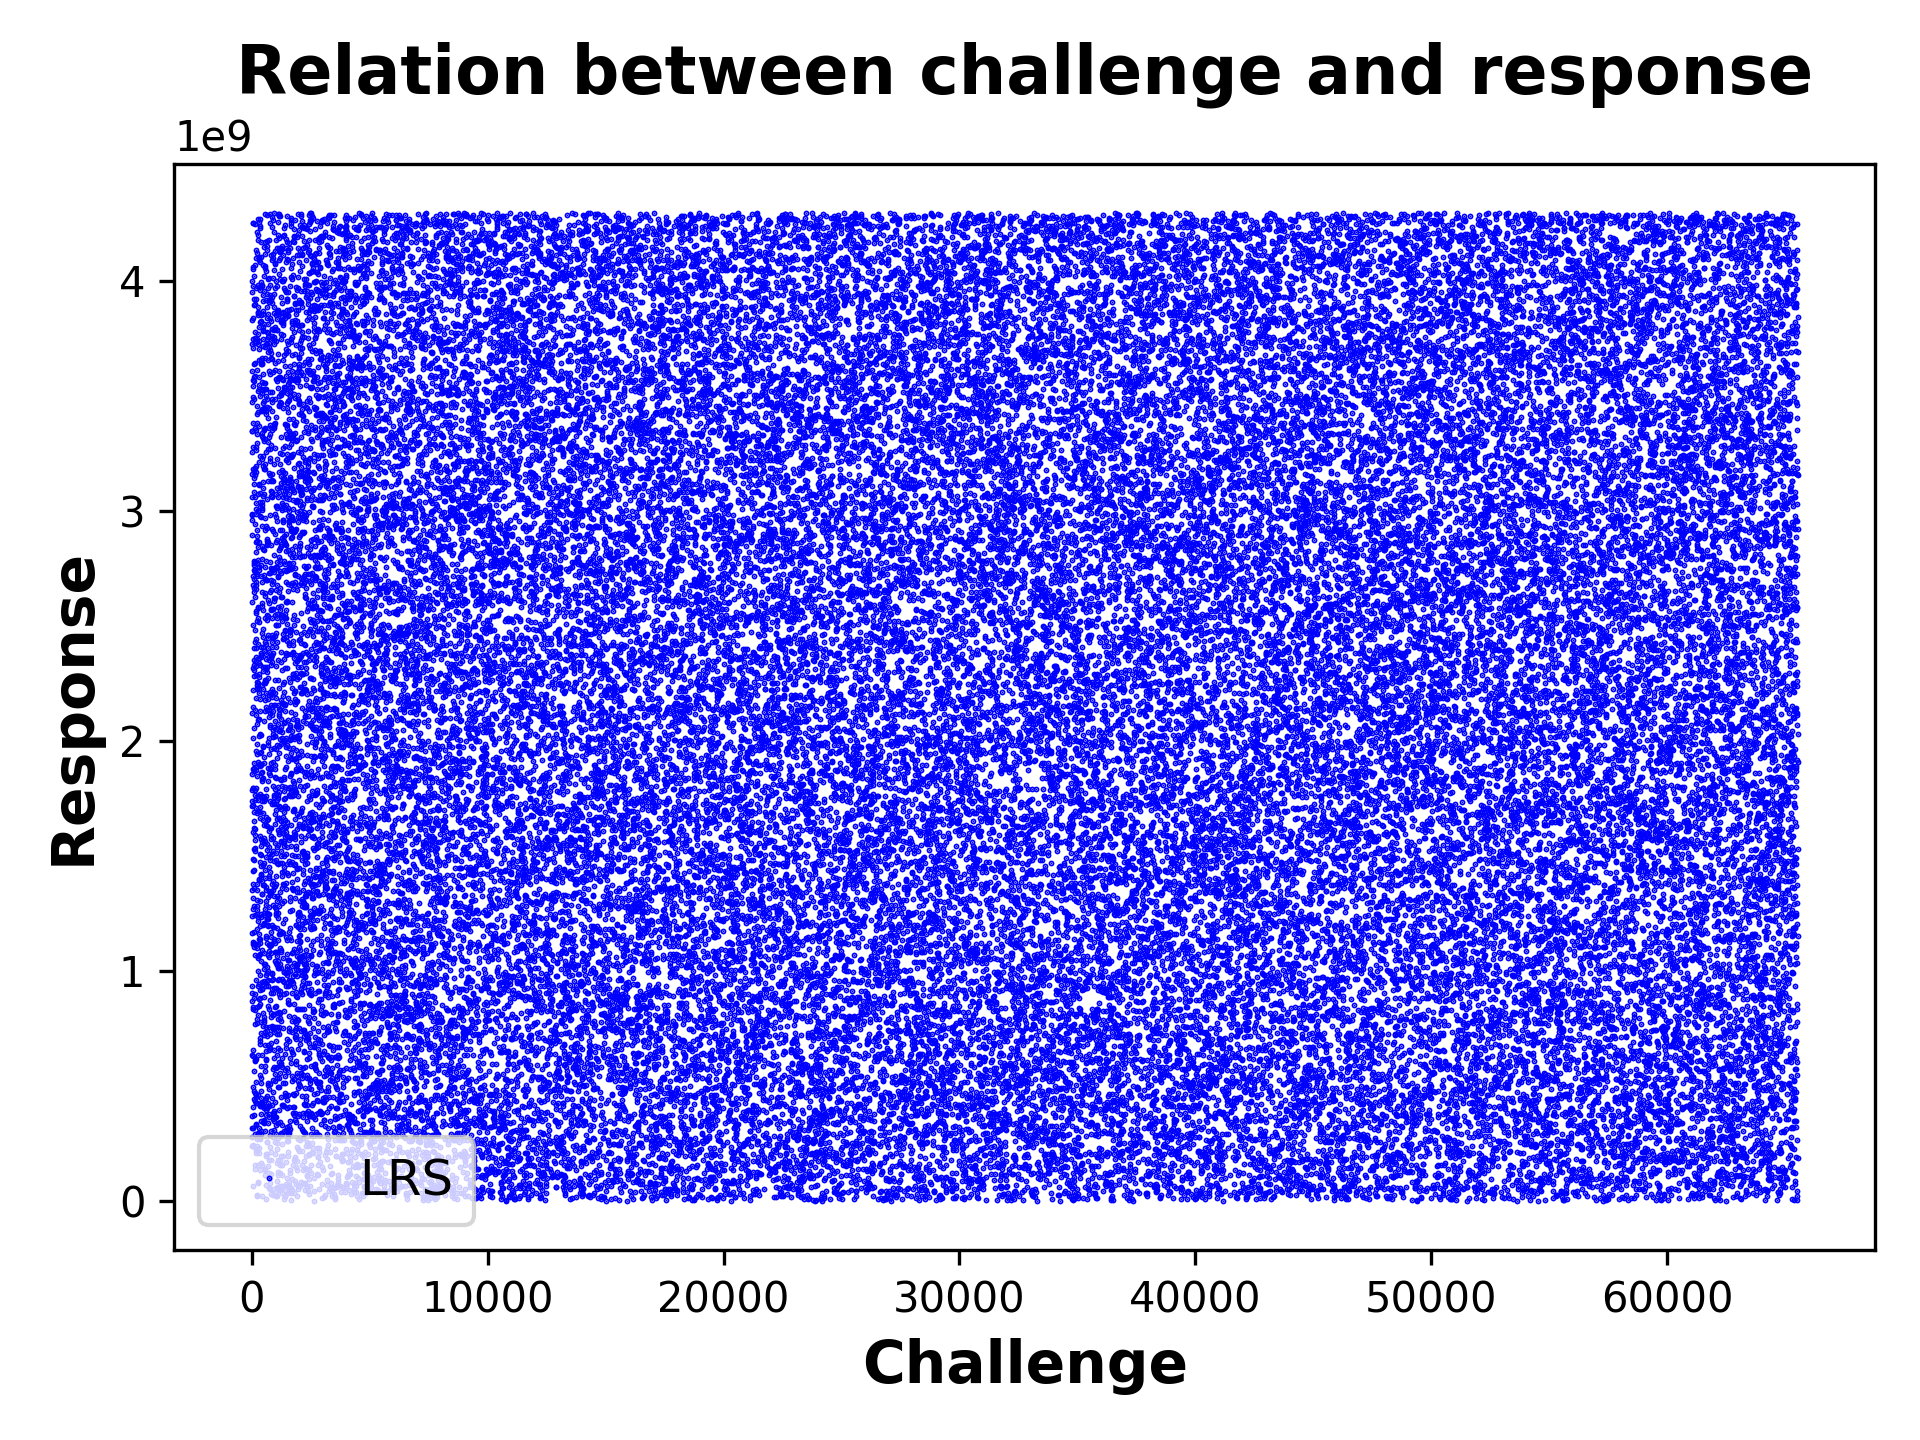 Relation between challenge and response
1e9
4
3
2
1
0
Response
LRS
0 10000 20000 30000 40000 50000 60000
Challenge